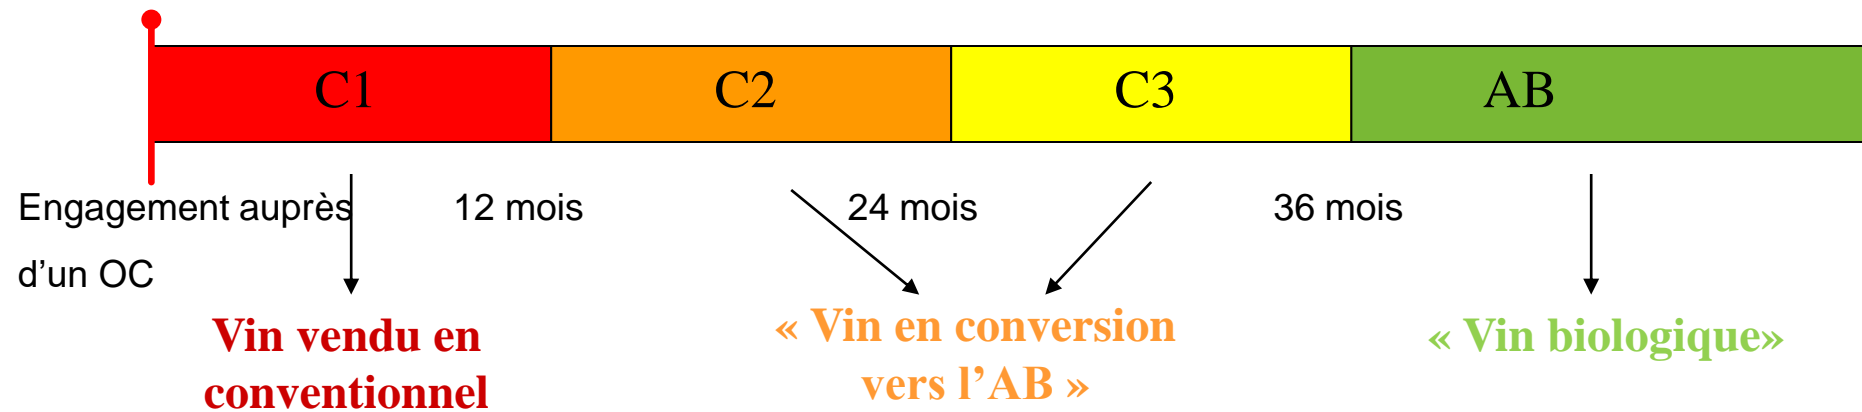 C1 C2 C3 AB
Engagement auprès 12 mois 24 mois 36 mois
d’un OC
Vin vendu en
conventionnel
« Vin en conversion
vers l’AB »
« Vin biologique»